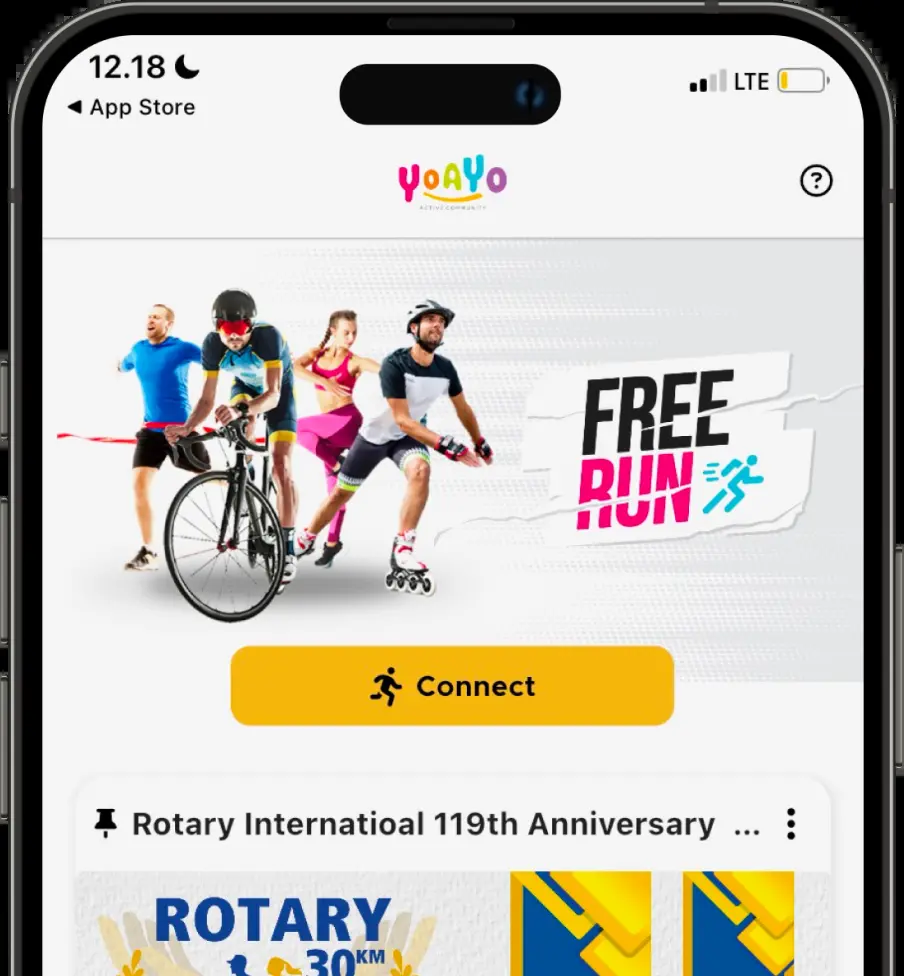 12.18
LTE
◀ App Store
YOAYO
ACTIVE COMMUNITY
?
FREE
RUN
Connect
Rotary Internatioal 119th Anniversary ...
ROTARY
30KM